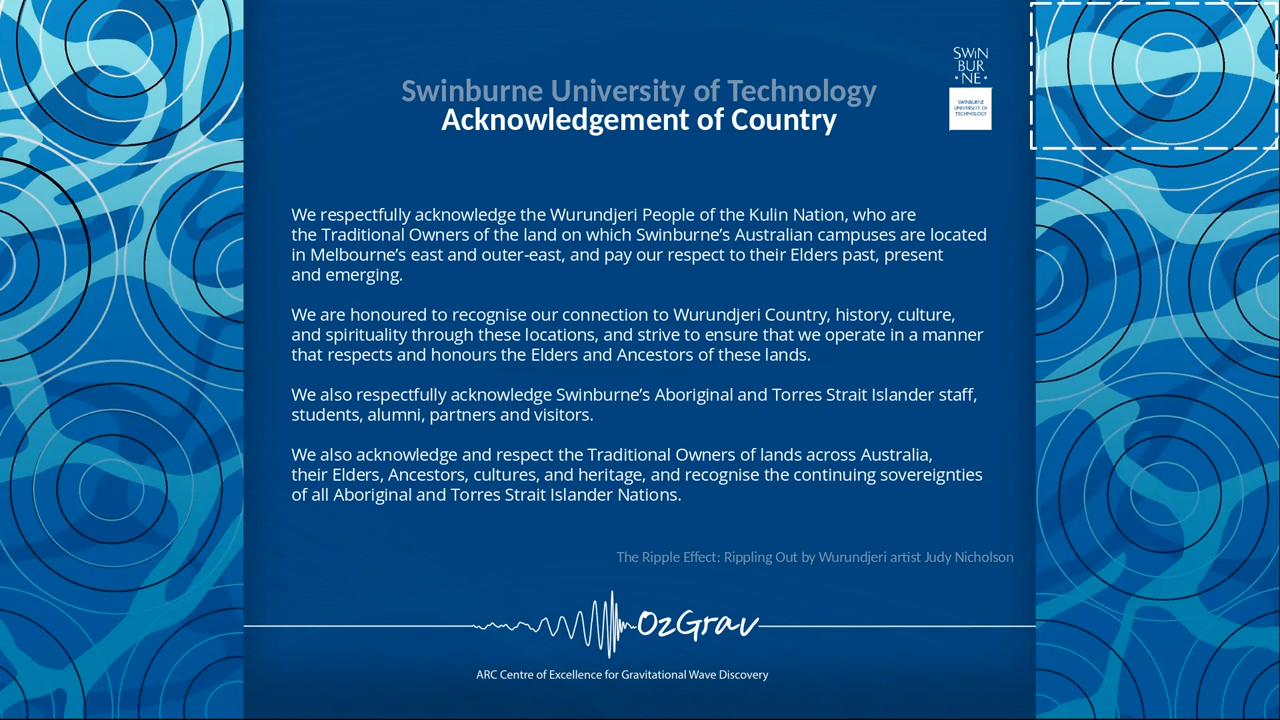 SWIN
BUR
•NE•
SWINBURNE
UNIVERSITY OF
TECHNOLOGY
Swinburne University of Technology
Acknowledgement of Country
We respectfully acknowledge the Wurundjeri People of the Kulin Nation, who are
the Traditional Owners of the land on which Swinburne’s Australian campuses are located
in Melbourne’s east and outer-east, and pay our respect to their Elders past, present
and emerging.
We are honoured to recognise our connection to Wurundjeri Country, history, culture,
and spirituality through these locations, and strive to ensure that we operate in a manner
that respects and honours the Elders and Ancestors of these lands.
We also respectfully acknowledge Swinburne’s Aboriginal and Torres Strait Islander staff,
students, alumni, partners and visitors.
We also acknowledge and respect the Traditional Owners of lands across Australia,
their Elders, Ancestors, cultures, and heritage, and recognise the continuing sovereignties
of all Aboriginal and Torres Strait Islander Nations.
The Ripple Effect: Rippling Out by Wurundjeri artist Judy Nicholson
OzGrav
ARC Centre of Excellence for Gravitational Wave Discovery